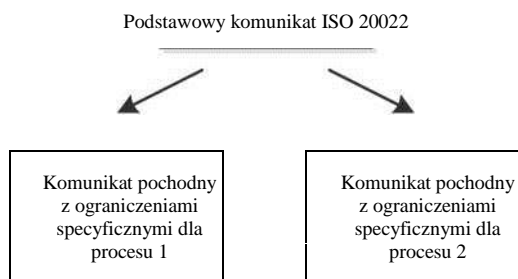 Podstawowy komunikat ISO 20022
Komunikat pochodny
z ograniczeniami
specyficznymi dla
procesu 1
Komunikat pochodny
z ograniczeniami
specyficznymi dla
procesu 2